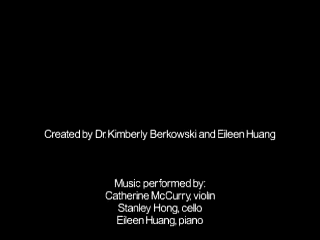 Created by Dr Kimberly Berkowski and Eileen Huang
Music performed by:
Catherine McCurry, violin
Stanley Hong, cello
Eileen Huang, piano